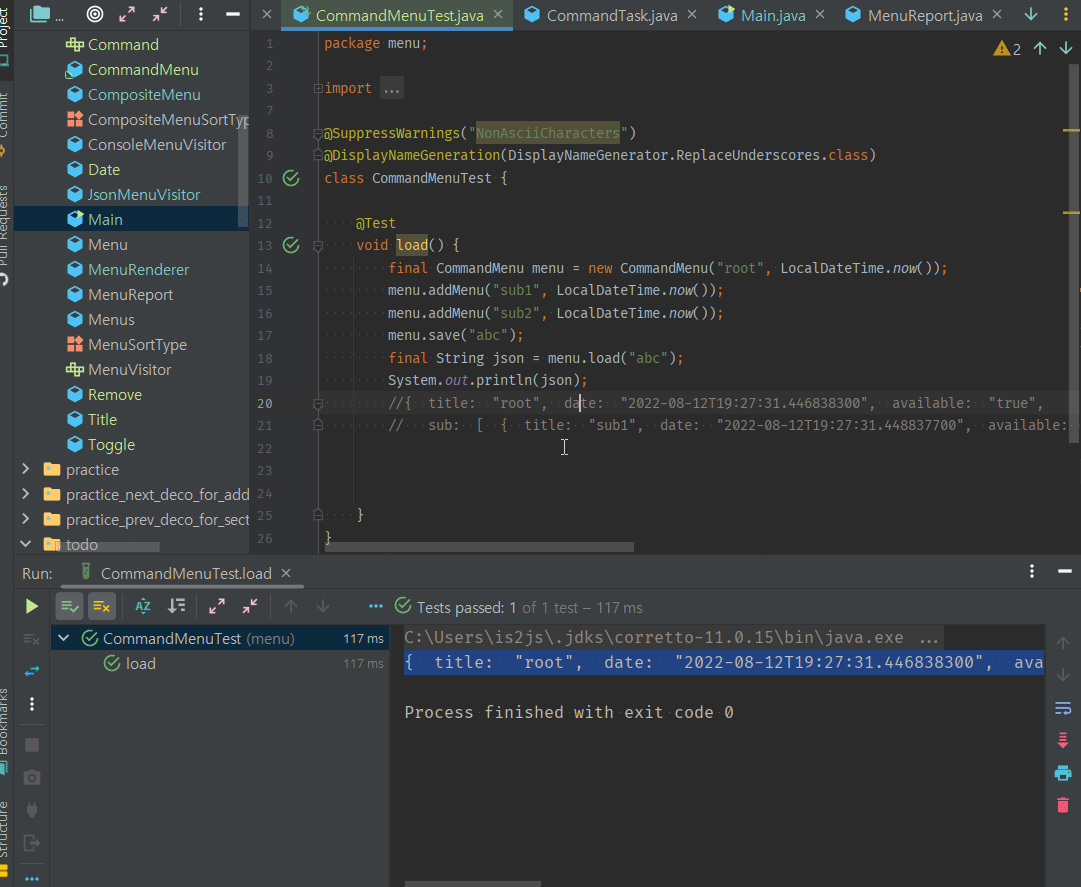 Project
...
CommandMenuTest.java
CommandTask.java
Main.java
MenuReport.java
Commit
Pull Requests
Command
CommandMenu
CompositeMenu
CompositeMenuSortTyp
ConsoleMenuVisitor
Date
JsonMenuVisitor
Main
Menu
MenuRenderer
MenuReport
Menus
MenuSortType
MenuVisitor
Remove
Title
Toggle
practice
practice_next_deco_for_add
practice_prev_deco_for_sect
todo
2
1 package menu;
2
3 import ...
7
8 @SuppressWarnings("NonAsciiCharacters")
9 @DisplayNameGeneration(DisplayNameGenerator.ReplaceUnderscores.class)
10 class CommandMenuTest {
11
12 @Test
13 void load() {
14 final CommandMenu menu = new CommandMenu("root", LocalDateTime.now());
15 menu.addMenu("sub1", LocalDateTime.now());
16 menu.addMenu("sub2", LocalDateTime.now());
17 menu.save("abc");
18 final String json = menu.load("abc");
19 System.out.println(json);
20 //{ title: "root", date: "2022-08-12T19:27:31.446838300", available: "true",
21 // sub: [ { title: "sub1", date: "2022-08-12T19:27:31.448837700", available:
22
23
24
25 }
26 }
Run:
CommandMenuTest.load
Tests passed: 1 of 1 test – 117 ms
CommandMenuTest (menu) 117 ms
load 117 ms
C:\Users\is2js\.jdks\corretto-11.0.15\bin\java.exe ...
{ title: "root", date: "2022-08-12T19:27:31.446838300", ava
Process finished with exit code 0
Bookmarks
Structure